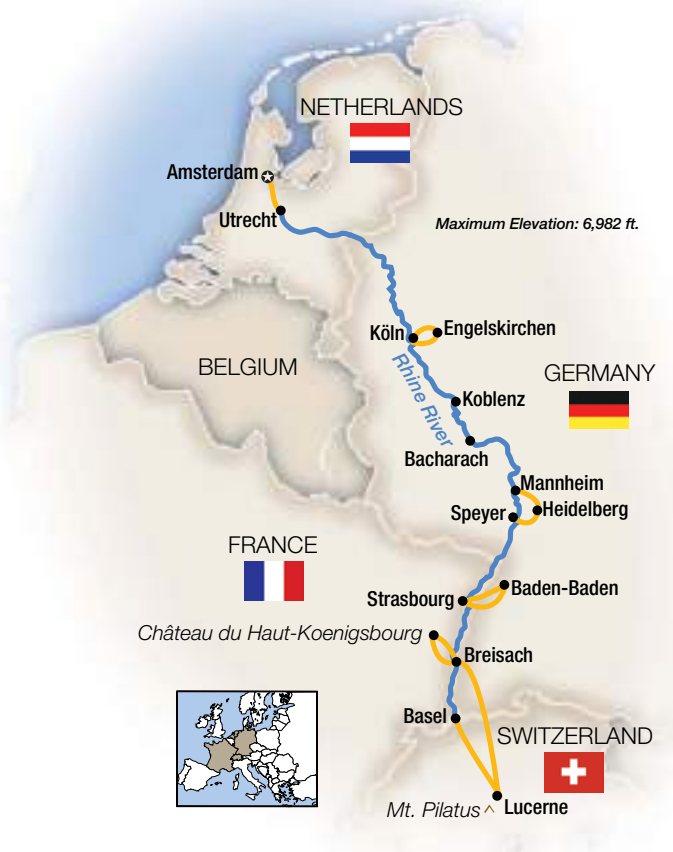 NETHERLANDS
Amsterdam
Utrecht
Maximum Elevation: 6,982 ft.
Köln
Engelskirchen
BELGIUM
Rhine River
GERMANY
Koblenz
Bacharach
Mannheim
Speyer
Heidelberg
FRANCE
Strasbourg
Baden-Baden
Château du Haut-Koenigsbourg
Breisach
Basel
SWITZERLAND
Mt. Pilatus ^
Lucerne